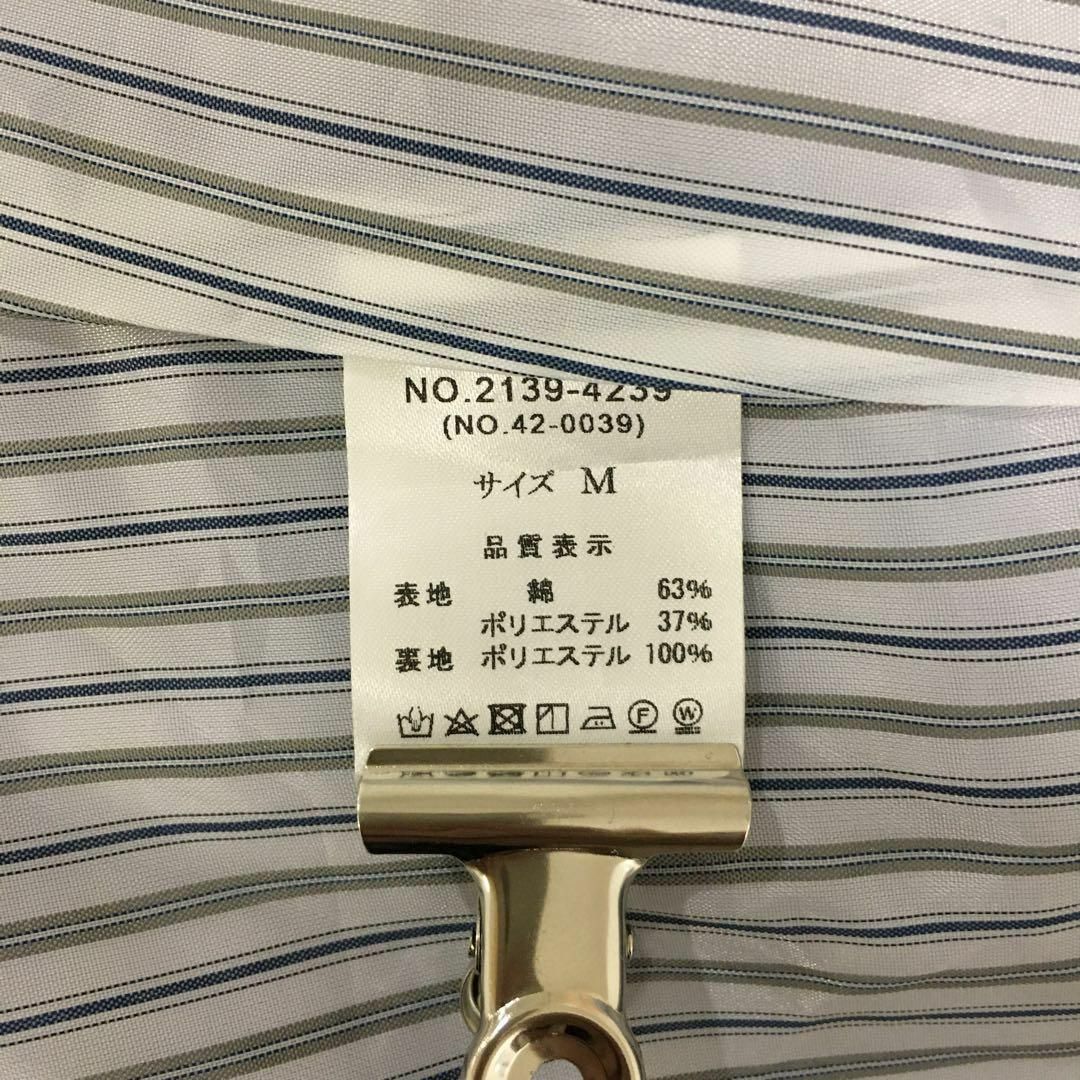 NO.2139-4239
(NO.42-0039)
サイズ M
品質表示
表地 綿 63%
ポリエステル 37%
裏地 ポリエステル 100%
F W